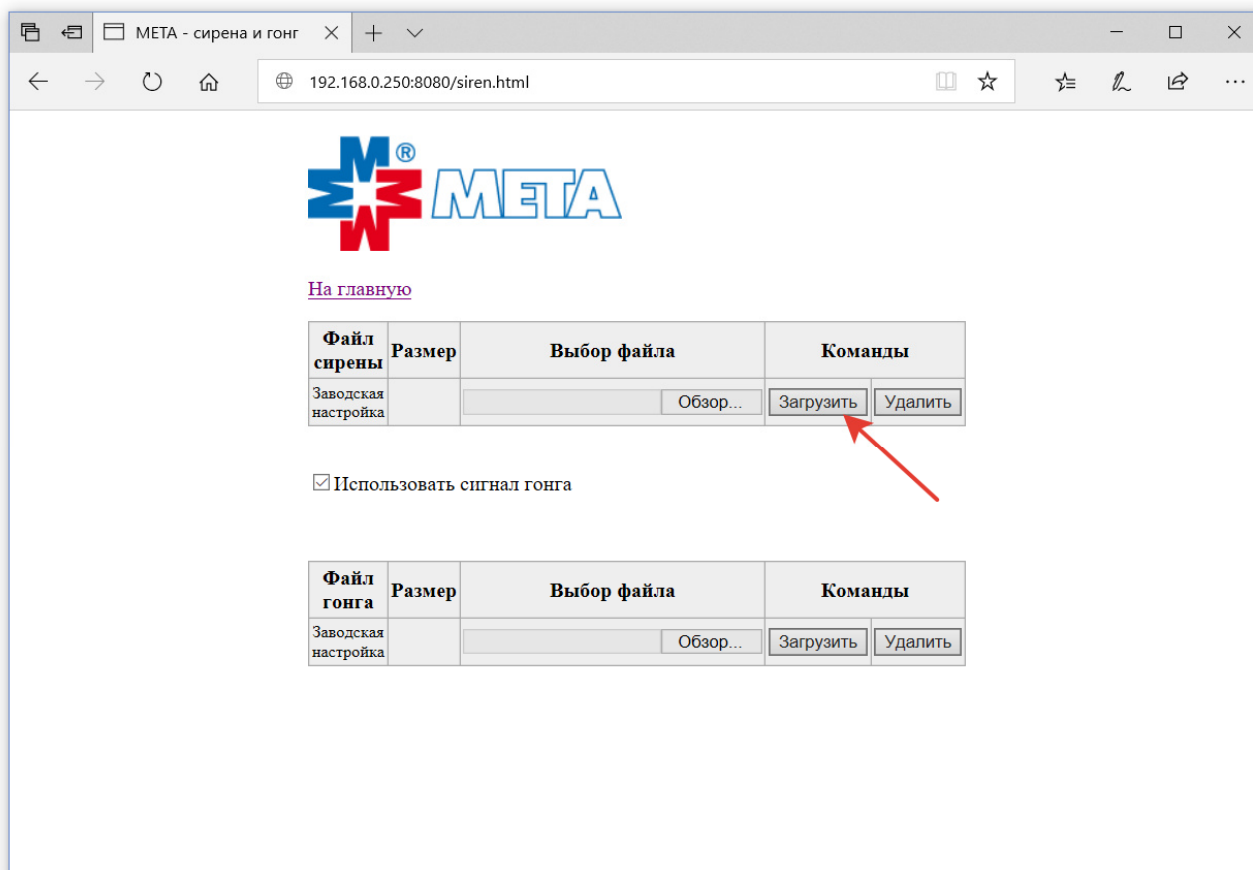 МЕТА - сирена и гонг
192.168.0.250:8080/siren.html
® МЕТА
На главную
Файл сирены Размер Выбор файла Команды
Заводская настройка Обзор... Загрузить Удалить
Использовать сигнал гонга
Файл гонга Размер Выбор файла Команды
Заводская настройка Обзор... Загрузить Удалить